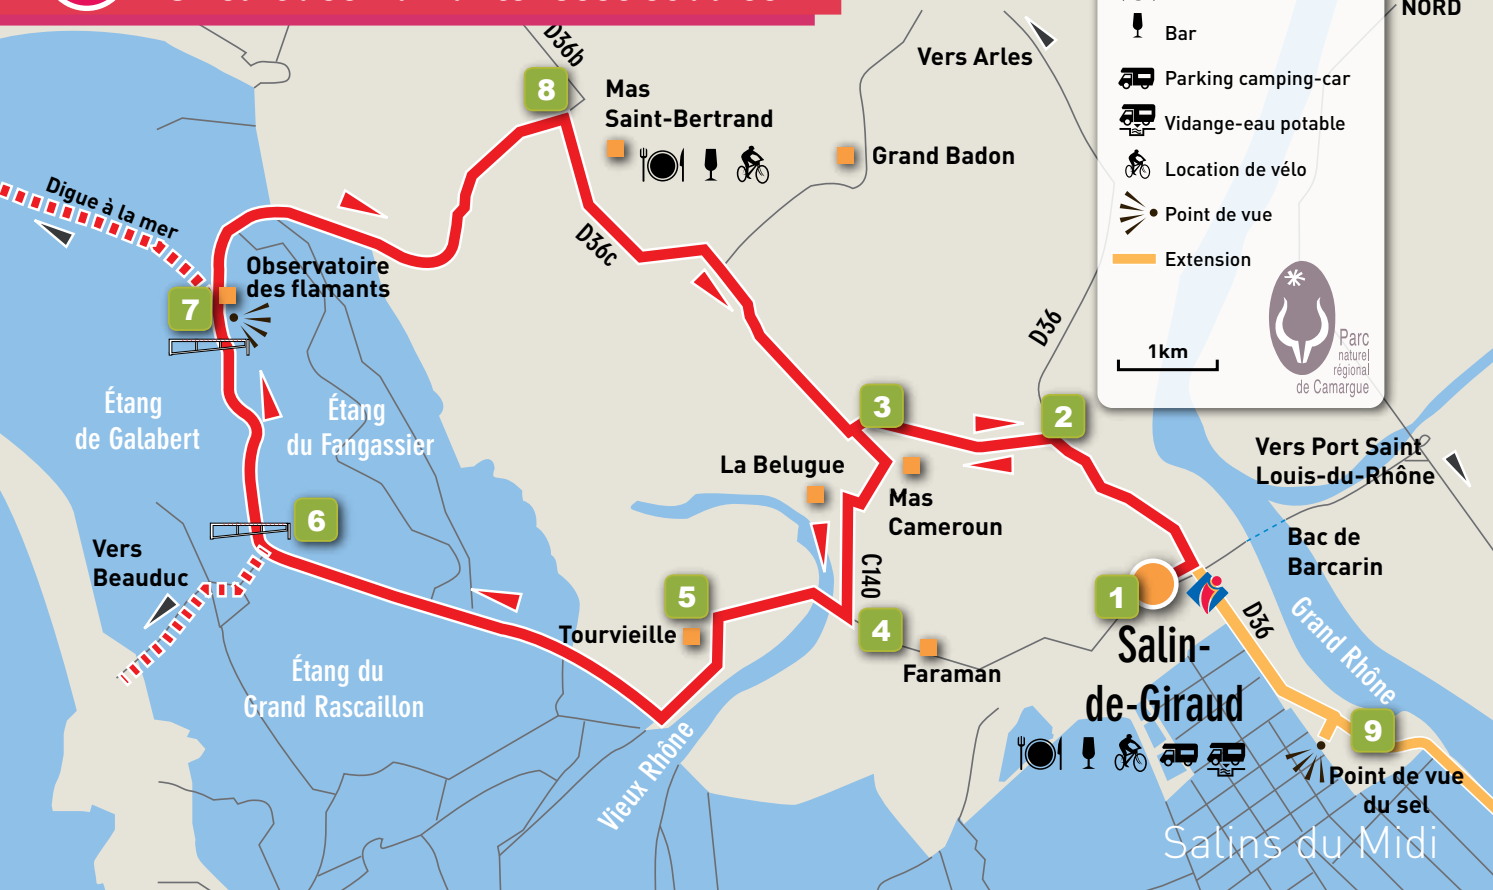 NORD
Bar
Parking camping-car
Vidange-eau potable
Location de vélo
Point de vue
Extension
1km
Parc
naturel
régional
de Camargue
D36b
8
Mas
Saint-Bertrand
Vers Arles
Grand Badon
Digue à la mer
Observatoire
des flamants
7
D36c
D36
Étang
de Galabert
Étang
du Fangassier
3
2
La Belugue
Mas
Cameroun
Vers Port Saint
Louis-du-Rhône
Bac de
Barcarin
6
Vers
Beauduc
C140
5
Tourvieille
4
Faraman
1
Salin-
de-Giraud
D36
Grand Rhône
Étang du
Grand Rascaillon
Vieux Rhône
9
Point de vue
du sel
Salins du Midi